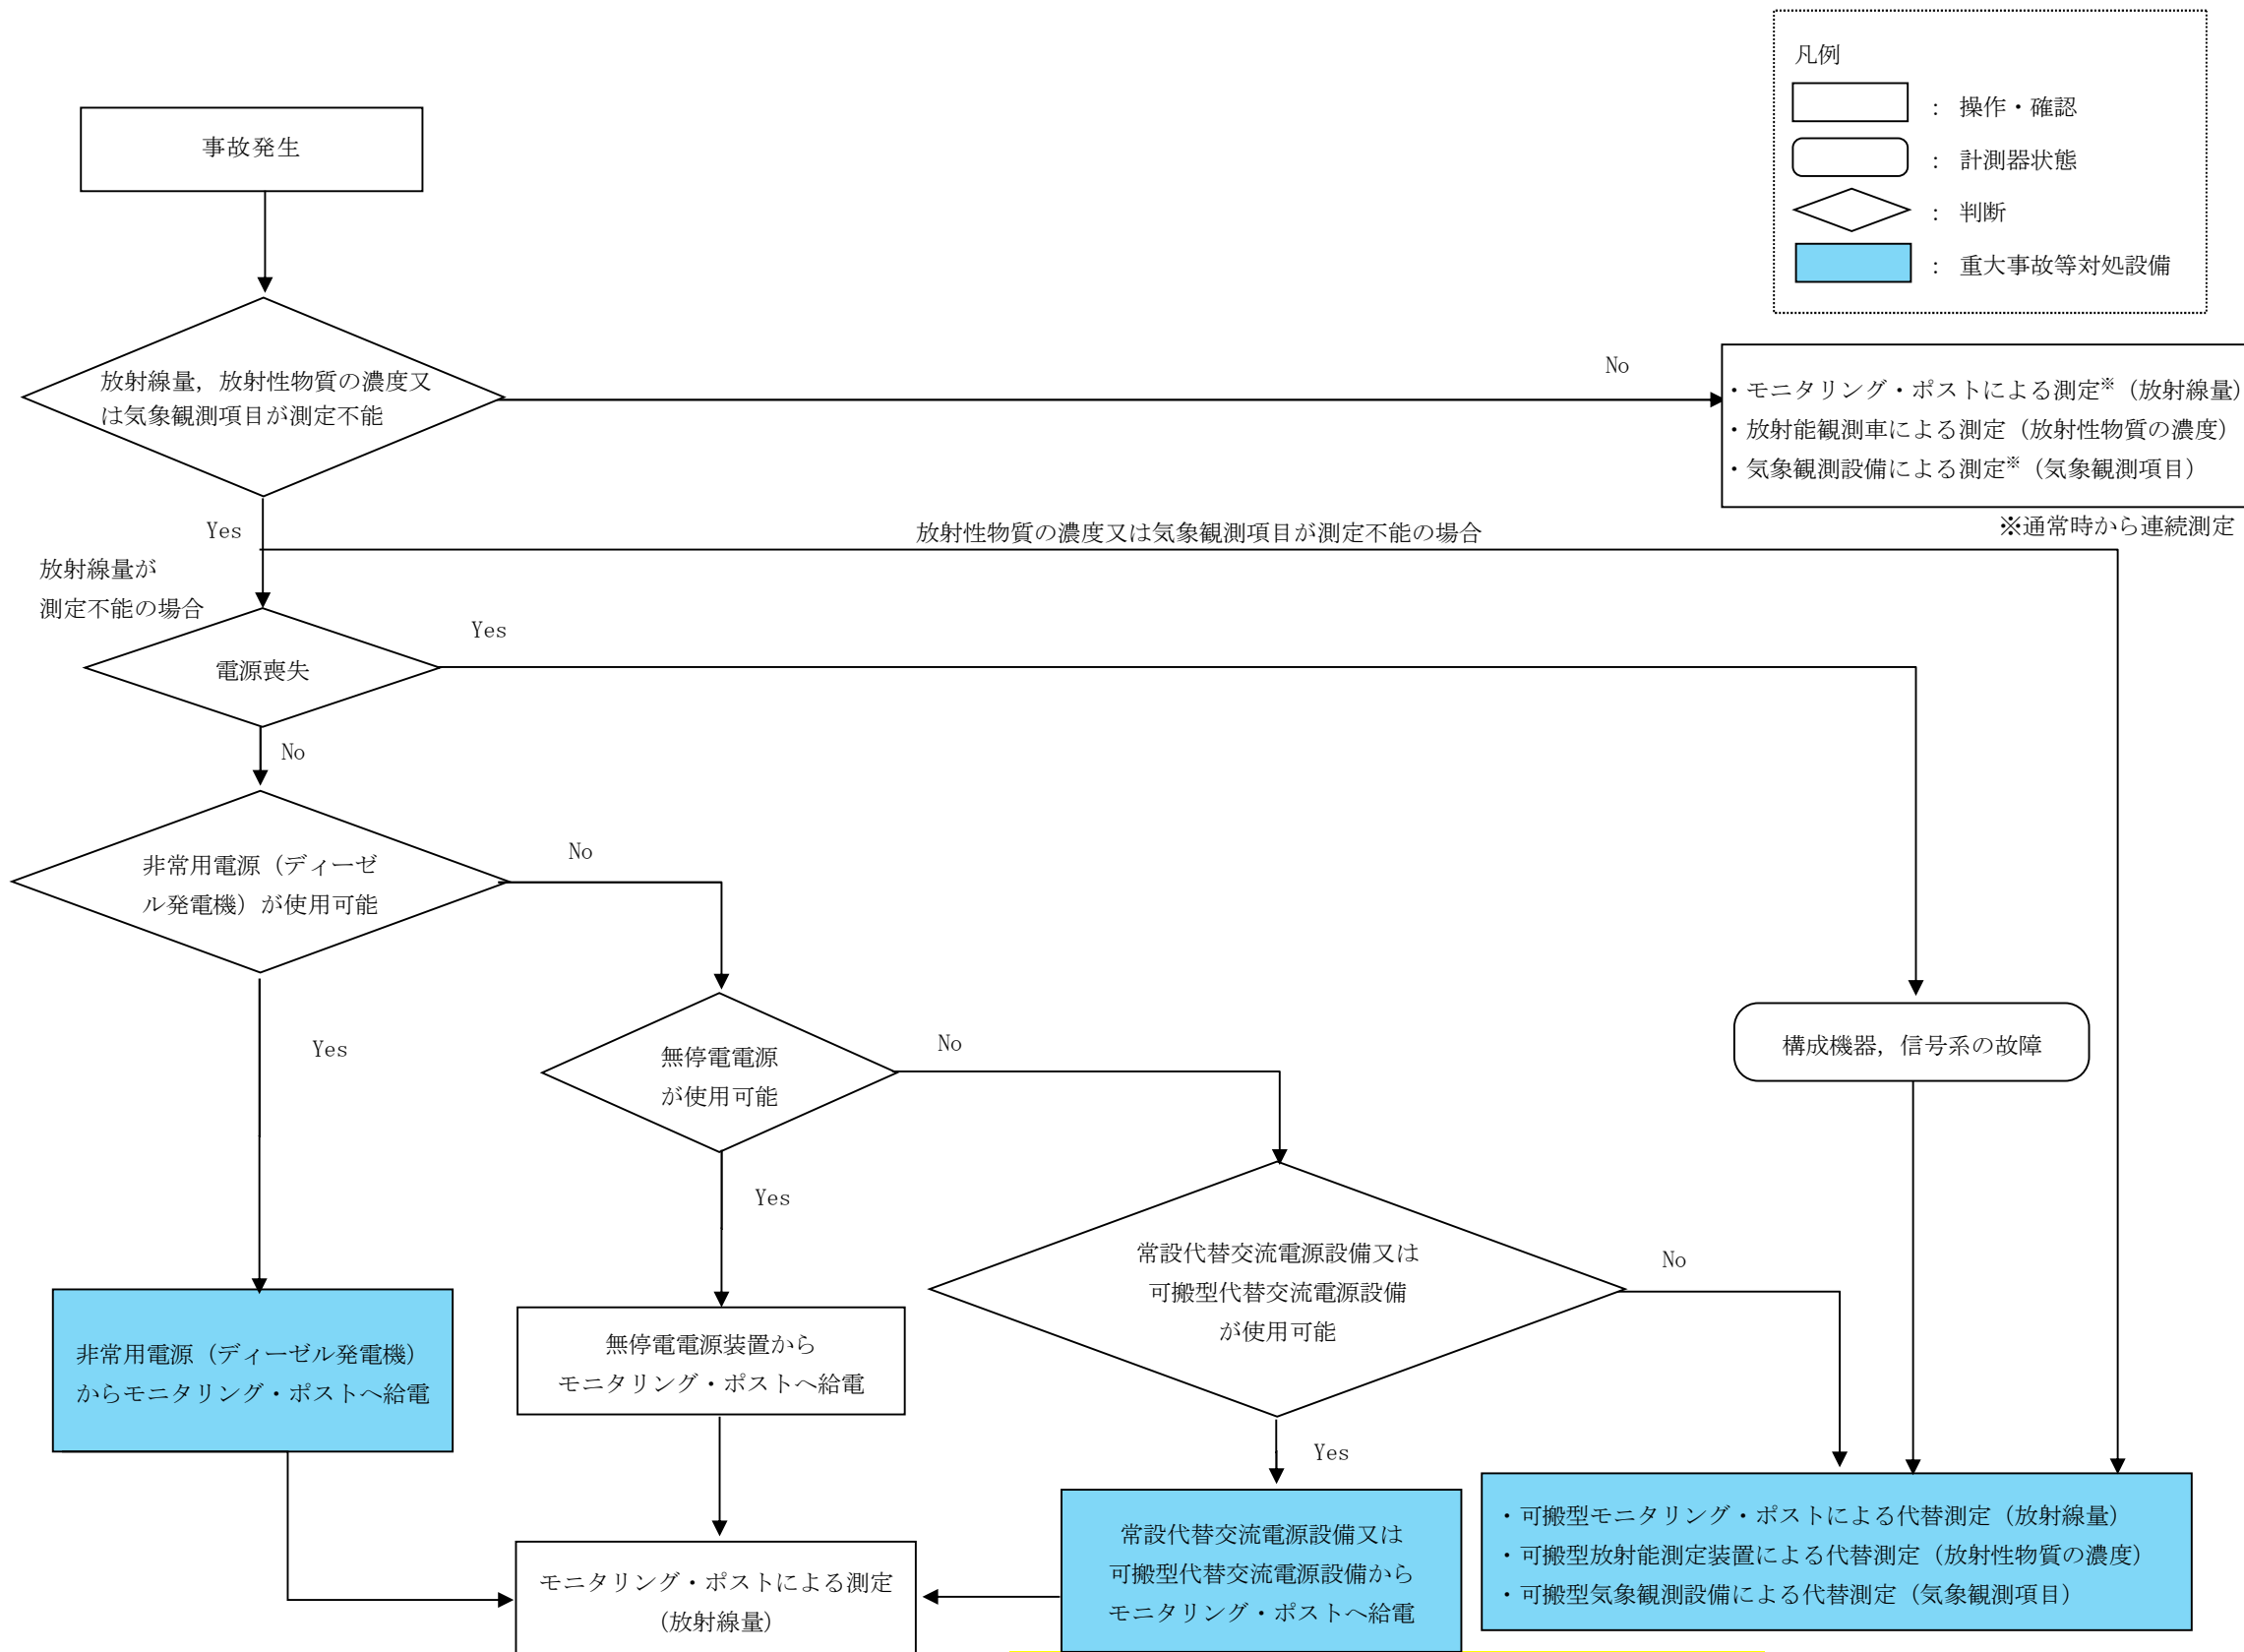 凡例
： 操作・確認
： 計測器状態
： 判断
： 重大事故等対処設備
事故発生
放射線量，放射性物質の濃度又
は気象観測項目が測定不能
No
・モニタリング・ポストによる測定※（放射線量）
・放射能観測車による測定（放射性物質の濃度）
・気象観測設備による測定※（気象観測項目）
※通常時から連続測定
Yes
放射性物質の濃度又は気象観測項目が測定不能の場合
放射線量が
測定不能の場合
電源喪失
Yes
No
非常用電源（ディーゼ
ル発電機）が使用可能
No
Yes
無停電電源
が使用可能
No
構成機器，信号系の故障
Yes
常設代替交流電源設備又は
可搬型代替交流電源設備
が使用可能
No
非常用電源（ディーゼル発電機）
からモニタリング・ポストへ給電
無停電電源装置から
モニタリング・ポストへ給電
Yes
常設代替交流電源設備又は
可搬型代替交流電源設備から
モニタリング・ポストへ給電
・可搬型モニタリング・ポストによる代替測定（放射線量）
・可搬型放射能測定装置による代替測定（放射性物質の濃度）
・可搬型気象観測設備による代替測定（気象観測項目）
モニタリング・ポストによる測定
（放射線量）